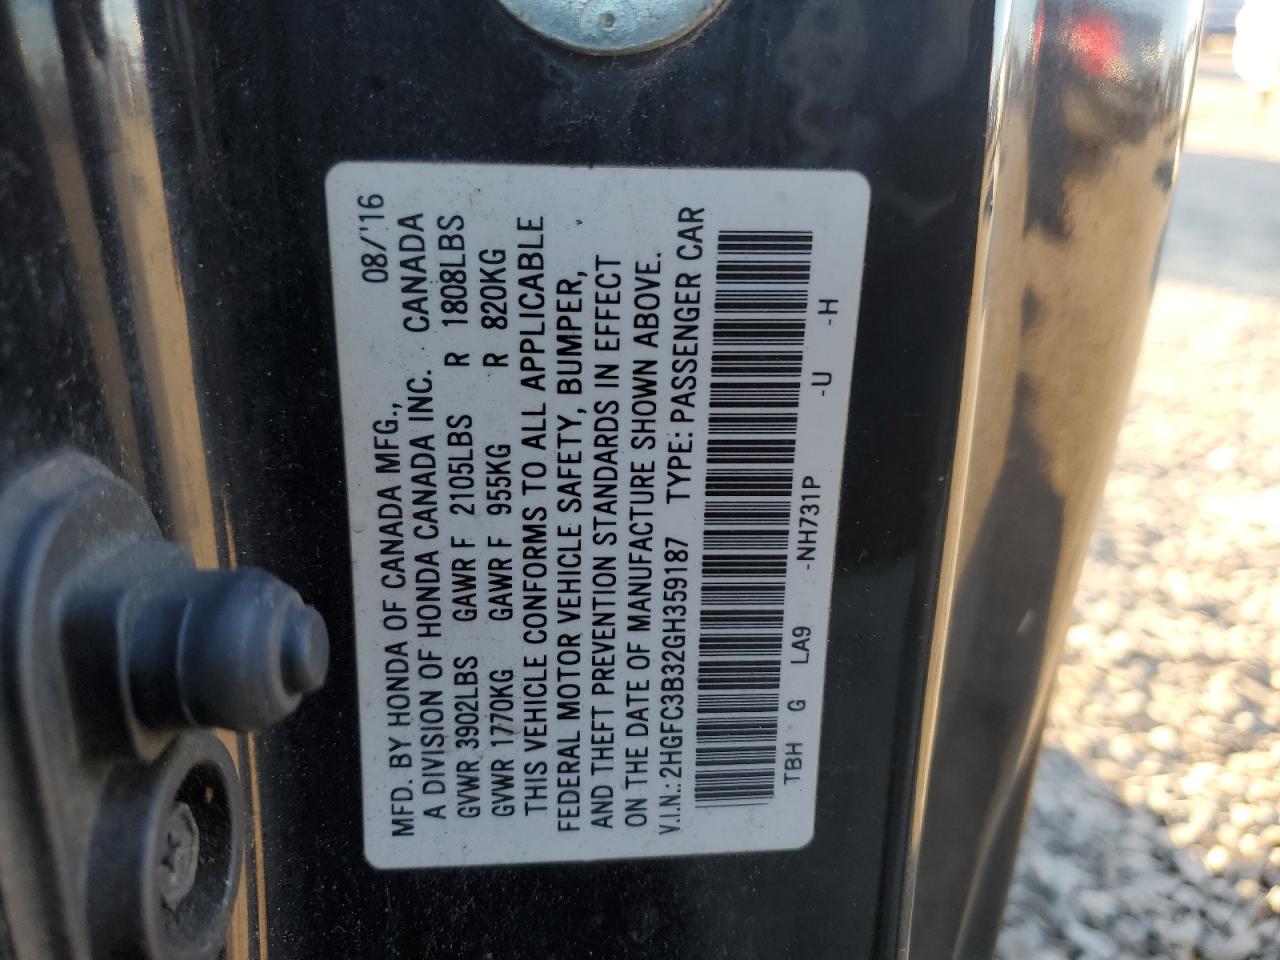 MFD. BY HONDA OF CANADA MFG., 08/'16
A DIVISION OF HONDA CANADA INC. CANADA
GVWR 3902LBS GAWR F 2105LBS R 1808LBS
GVWR 1770KG GAWR F 955KG R 820KG
THIS VEHICLE CONFORMS TO ALL APPLICABLE
FEDERAL MOTOR VEHICLE SAFETY, BUMPER,
AND THEFT PREVENTION STANDARDS IN EFFECT
ON THE DATE OF MANUFACTURE SHOWN ABOVE.
V.I.N.: 2HGFC3B32GH359187 TYPE: PASSENGER CAR
TBH G LA9 -NH731P -U -H